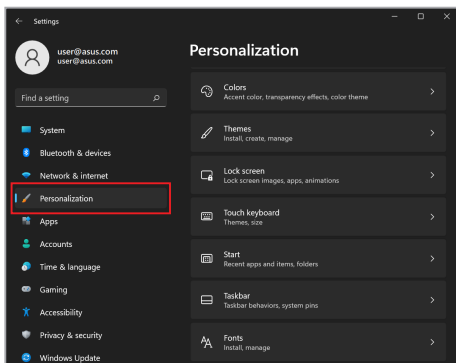 Settings
user@asus.com
user@asus.com
Find a setting
System
Bluetooth & devices
Network & internet
Personalization
Apps
Accounts
Time & language
Gaming
Accessibility
Privacy & security
Windows Update
Personalization
Colors
Accent color, transparency effects, color theme
Themes
Install, create, manage
Lock screen
Lock screen images, apps, animations
Touch keyboard
Themes, size
Start
Recent apps and items, folders
Taskbar
Taskbar behaviors, system pins
Fonts
Install, manage